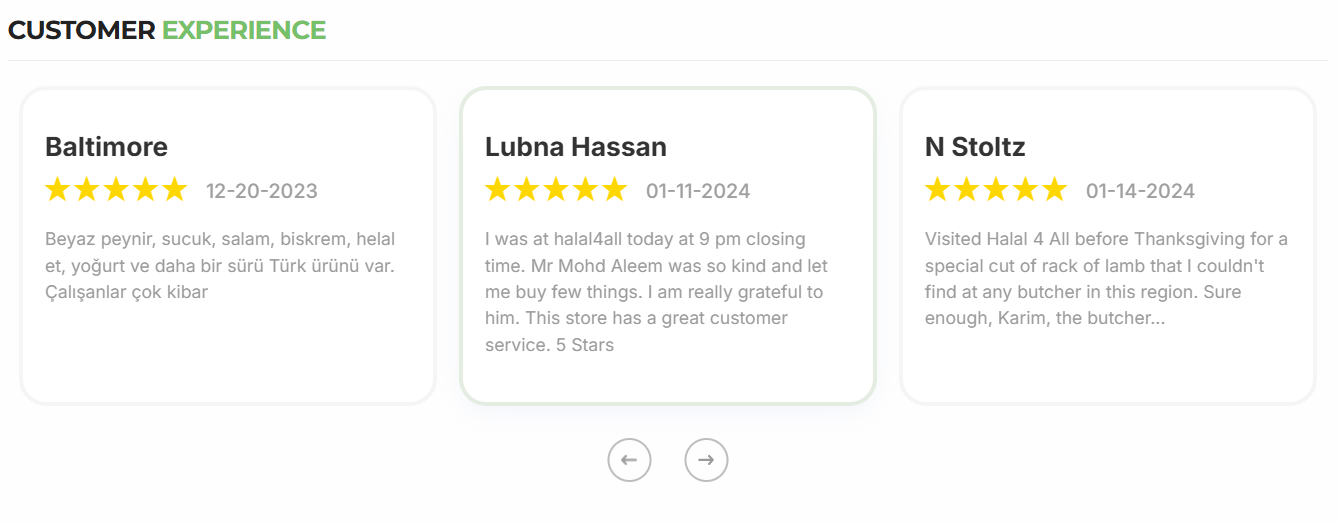 CUSTOMER EXPERIENCE
Baltimore
12-20-2023
Beyaz peynir, sucuk, salam, biskrem, helal
et, yoğurt ve daha bir sürü Türk ürünü var.
Çalışanlar çok kibar
Lubna Hassan
01-11-2024
I was at halal4all today at 9 pm closing
time. Mr Mohd Aleem was so kind and let
me buy few things. I am really grateful to
him. This store has a great customer
service. 5 Stars
N Stoltz
01-14-2024
Visited Halal 4 All before Thanksgiving for a
special cut of rack of lamb that I couldn't
find at any butcher in this region. Sure
enough, Karim, the butcher...